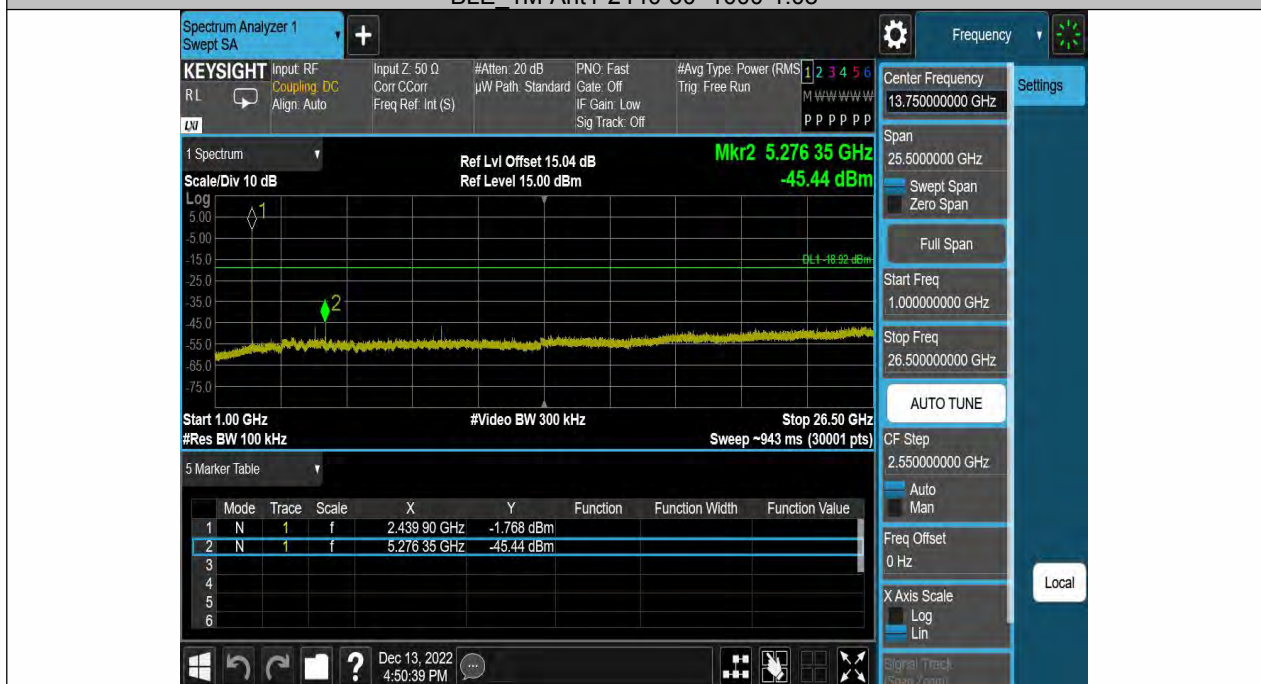 Spectrum Analyzer 1
Swept SA
+
Frequency
KEYSIGHT
RL
LXI
Input: RF
Coupling: DC
Align: Auto
Input Z: 50 Ω
Corr CCorr
Freq Ref: Int (S)
#Atten: 20 dB
µW Path: Standard
PNO: Fast
Gate: Off
IF Gain: Low
Sig Track: Off
#Avg Type: Power (RMS
Trig: Free Run
1 2 3 4 5 6
M W W W W W
P P P P P P
Center Frequency
13.750000000 GHz
Settings
Span
25.5000000 GHz
Swept Span
Zero Span
Full Span
Start Freq
1.000000000 GHz
Stop Freq
26.500000000 GHz
AUTO TUNE
CF Step
2.550000000 GHz
Auto
Man
Freq Offset
0 Hz
X Axis Scale
Log
Lin
Signal Track
Local
1 Spectrum
Scale/Div 10 dB
Ref Lvl Offset 15.04 dB
Ref Level 15.00 dBm
Mkr2 5.276 35 GHz
-45.44 dBm
Log
5.00
-5.00
-15.0
-25.0
-35.0
-45.0
-55.0
-65.0
-75.0
1
2
DL1 -18.92 dBm
Start 1.00 GHz
#Res BW 100 kHz
#Video BW 300 kHz
Stop 26.50 GHz
Sweep ~943 ms (30001 pts)
5 Marker Table
Mode Trace Scale X Y Function Function Width Function Value
1 N 1 f 2.439 90 GHz -1.768 dBm
2 N 1 f 5.276 35 GHz -45.44 dBm
3
4
5
6
?
Dec 13, 2022
4:50:39 PM